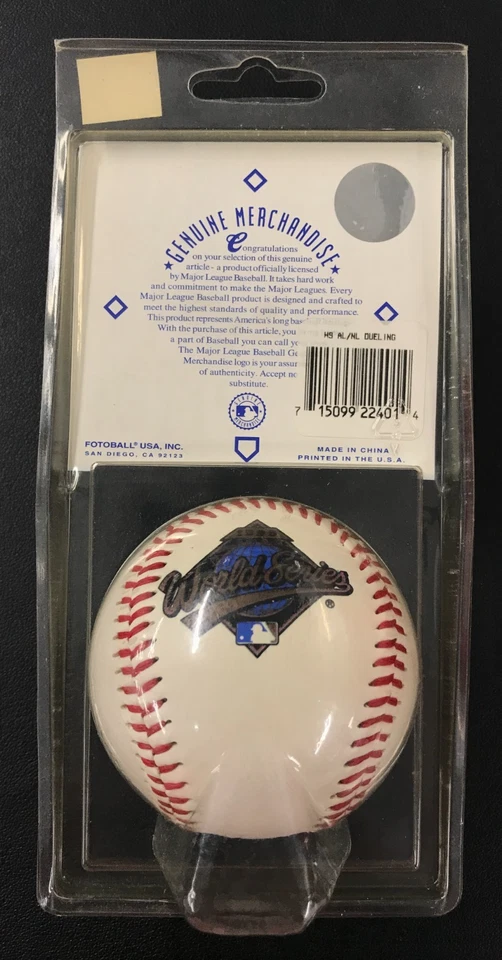 GENUINE MERCHANDISE
Congratulations
on your selection of this genuine
article - a product officially licensed
by Major League Baseball. It takes hard work
and commitment to make the Major Leagues. Every
Major League Baseball product is designed and crafted to
meet the highest standards of quality and performance.
This product represents America's long
With the purchase of this article, you
a part of Baseball you can call
The Major League Baseball
Merchandise logo is your
of authenticity. Accept
substitute.
WS AL/NL DUELING
7 15099 22401 4
GENUINE
MERCHANDISE
FOTOBALL® USA, INC.
SAN DIEGO, CA 92123
MADE IN CHINA
PRINTED IN THE U.S.A.
World Series
®